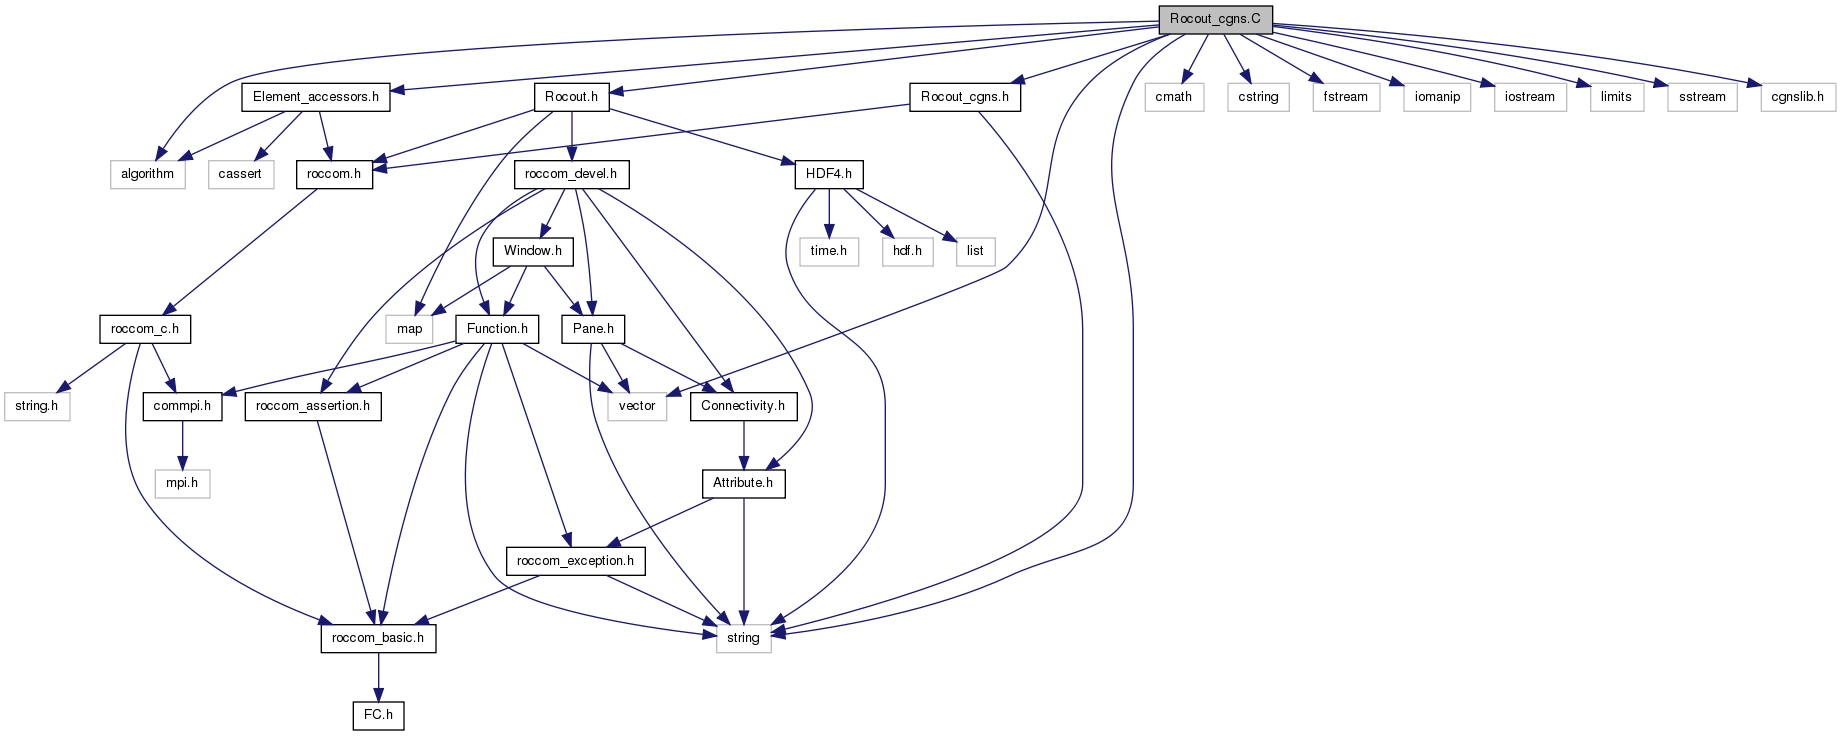 Rocout_cgns.C
Element_accessors.h
Rocout.h
Rocout_cgns.h
cmath
cstring
fstream
iomanip
iostream
limits
sstream
cgnslib.h
algorithm
cassert
roccom.h
roccom_devel.h
HDF4.h
Window.h
time.h
hdf.h
list
roccom_c.h
map
Function.h
Pane.h
string.h
commpi.h
roccom_assertion.h
vector
Connectivity.h
mpi.h
Attribute.h
roccom_exception.h
roccom_basic.h
string
FC.h